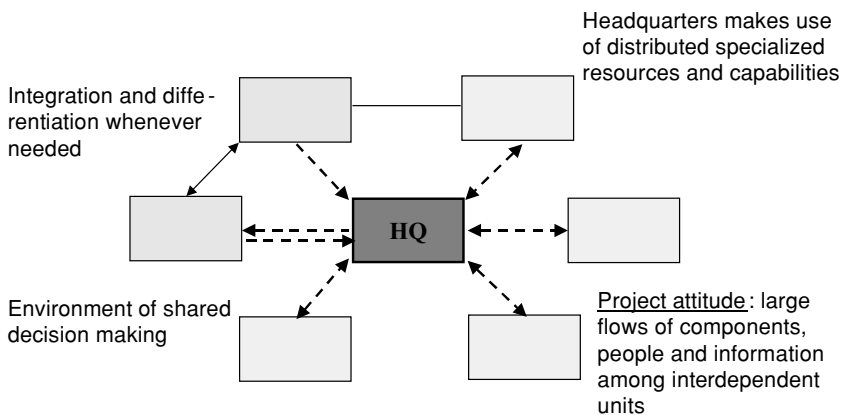 Headquarters makes use
of distributed specialized
resources and capabilities
Integration and diffe-
rentiation whenever
needed
HQ
Environment of shared
decision making
Project attitude: large
flows of components,
people and information
among interdependent
units